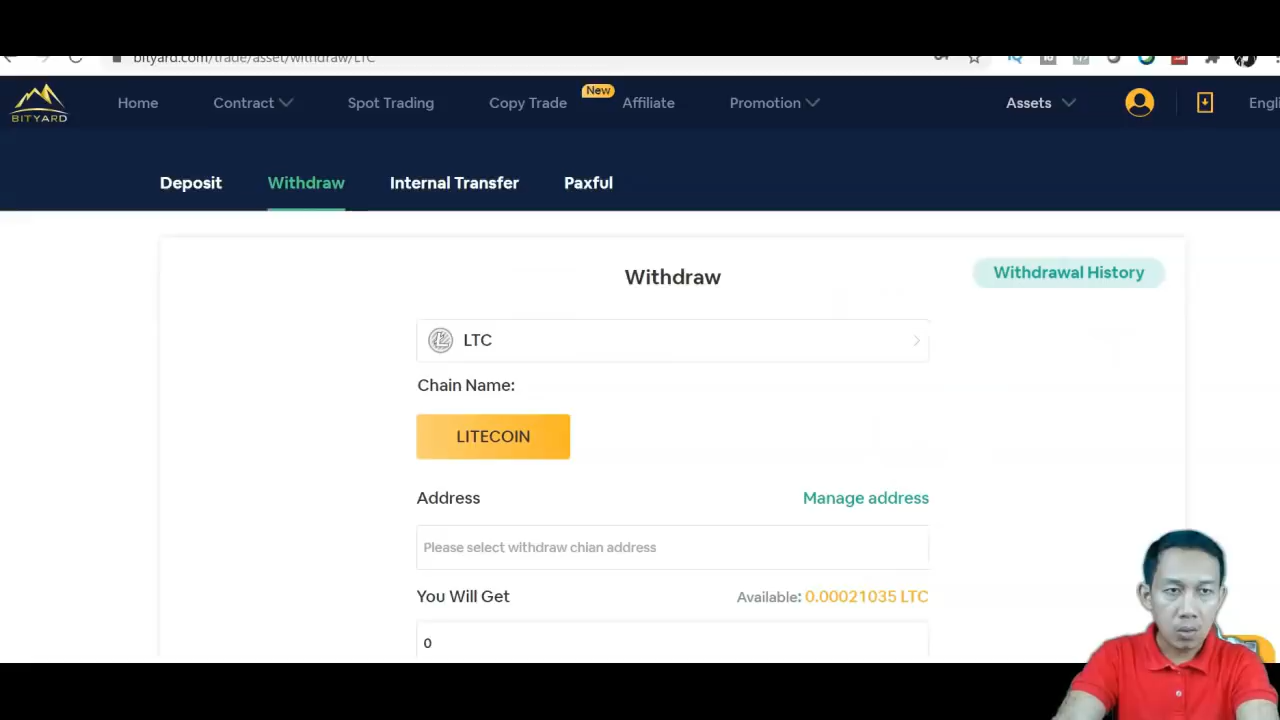 bityard.com/trade/asset/withdraw/LTC
BITYARD
Home
Contract
Spot Trading
Copy Trade
New
Affiliate
Promotion
Assets
Engli
Deposit
Withdraw
Internal Transfer
Paxful
Withdraw
Withdrawal History
LTC
Chain Name:
LITECOIN
Address
Manage address
Please select withdraw chian address
You Will Get
Available: 0.00021035 LTC
0